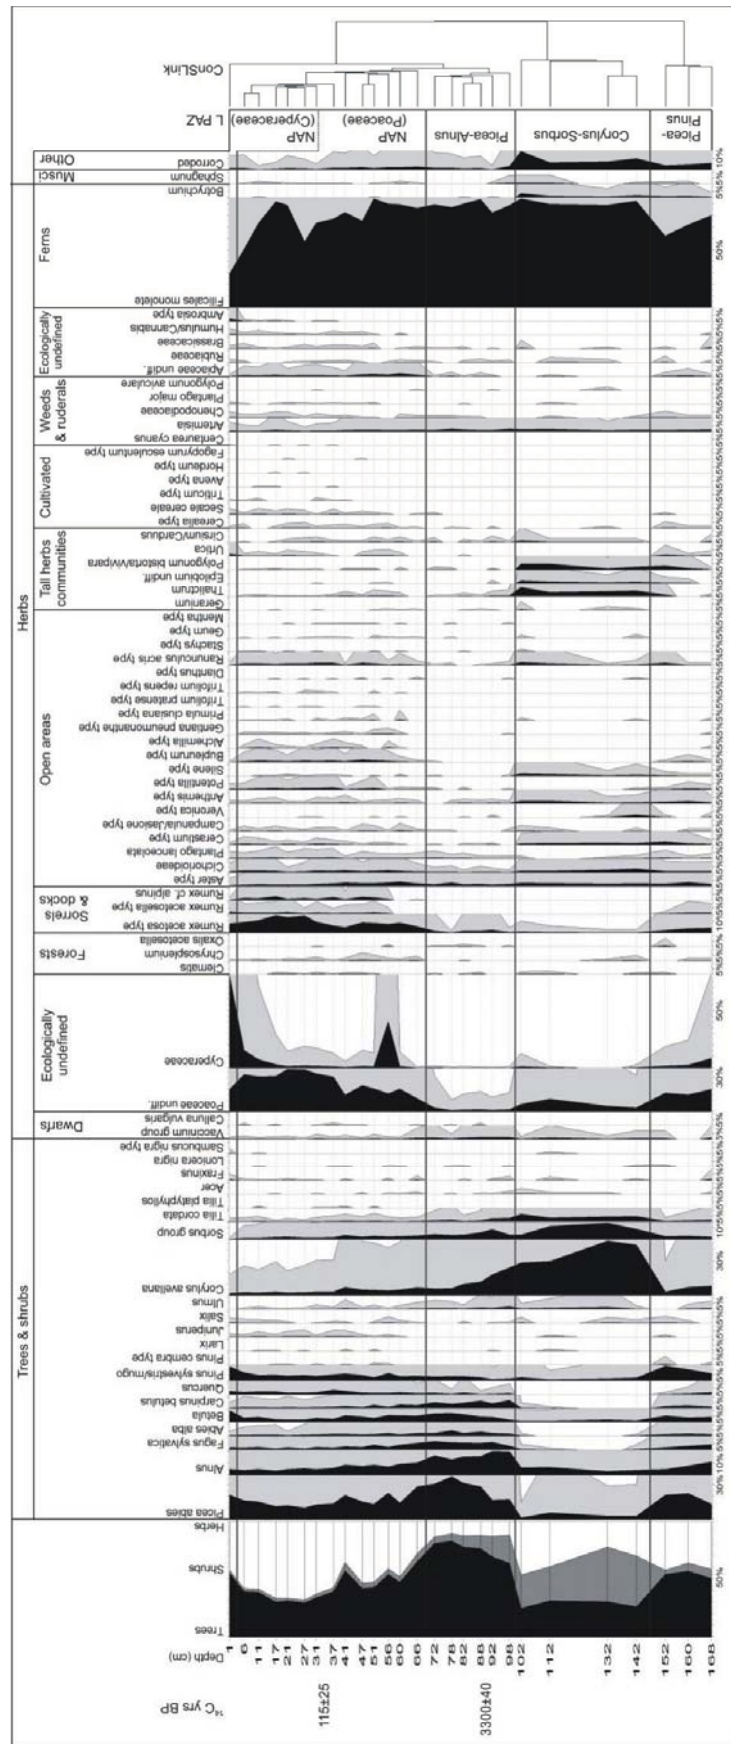 ¹⁴C yrs BP
115±25
3300±40
Depth (cm)
1
6
11
17
21
27
31
37
41
47
51
56
60
66
72
78
82
88
92
98
102
112
132
142
152
160
168
Trees
Shrubs
Herbs
50%
Trees & shrubs
Picea abies
Alnus
Fagus sylvatica
Abies alba
Betula
Carpinus betulus
Quercus
Pinus sylvestris/mugo
Pinus cembra type
Larix
Juniperus
Salix
Ulmus
Corylus avellana
Sorbus group
Tilia cordata
Tilia platyphyllos
Acer
Fraxinus
Lonicera nigra
Sambucus nigra type
Dwarfs
Vaccinium group
Calluna vulgaris
Herbs
Ecologically
undefined
Poaceae undiff.
Cyperaceae
30%
50%
Forests
Clematis
Chrysosplenium
Oxalis acetosella
Sorrels
& docks
Rumex acetosa type
Rumex acetosella type
Rumex cf. alpinus
Open areas
Aster type
Cichorioideae
Plantago lanceolata
Cerastium type
Campanula/Jasione type
Veronica type
Anthemis type
Potentilla type
Silene type
Bupleurum type
Alchemilla type
Gentiana pneumonanthe type
Primula clusiana type
Trifolium pratense type
Trifolium repens type
Dianthus type
Ranunculus acris type
Stachys type
Geum type
Mentha type
Geranium
Tall herbs
communities
Thalictrum
Epilobium undiff.
Polygonum bistorta/vivipara
Urtica
Cirsium/Carduus
Cultivated
Cerealia type
Secale cereale
Triticum type
Avena type
Hordeum type
Fagopyrum esculentum type
Centaurea cyanus
Weeds
& ruderals
Artemisia
Chenopodiaceae
Plantago major
Polygonum aviculare
Ecologically
undefined
Apiaceae undiff.
Rubiaceae
Brassicaceae
Humulus/Cannabis
Ambrosia type
Ferns
Filicales monolete
Botrychium
50%
Musci
Sphagnum
Other
Corroded
10%
L PAZ
NAP
(Cyperaceae)
NAP
(Poaceae)
Picea-Alnus
Corylus-Sorbus
Picea-
Pinus
ConSLink